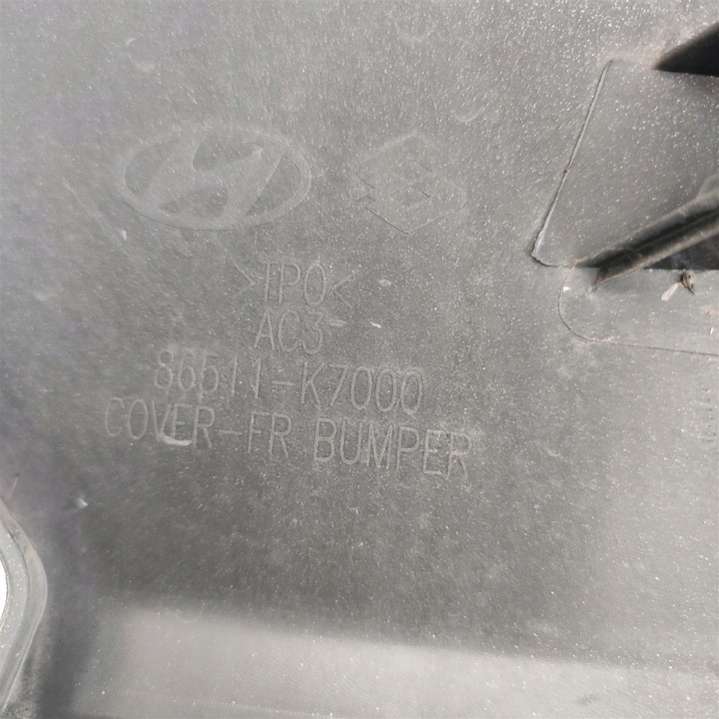 >TPO<
AC3
86511-K7000
COVER-FR BUMPER